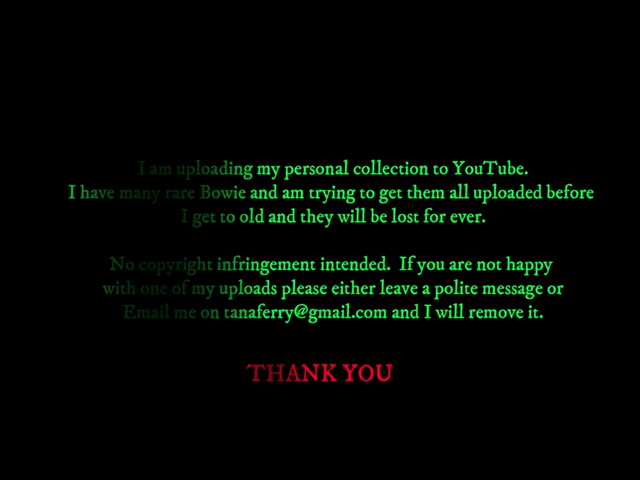 I am uploading my personal collection to YouTube.
I have many rare Bowie and am trying to get them all uploaded before
I get to old and they will be lost for ever.
No copyright infringement intended. If you are not happy
with one of my uploads please either leave a polite message or
Email me on tanaferry@gmail.com and I will remove it.
THANK YOU